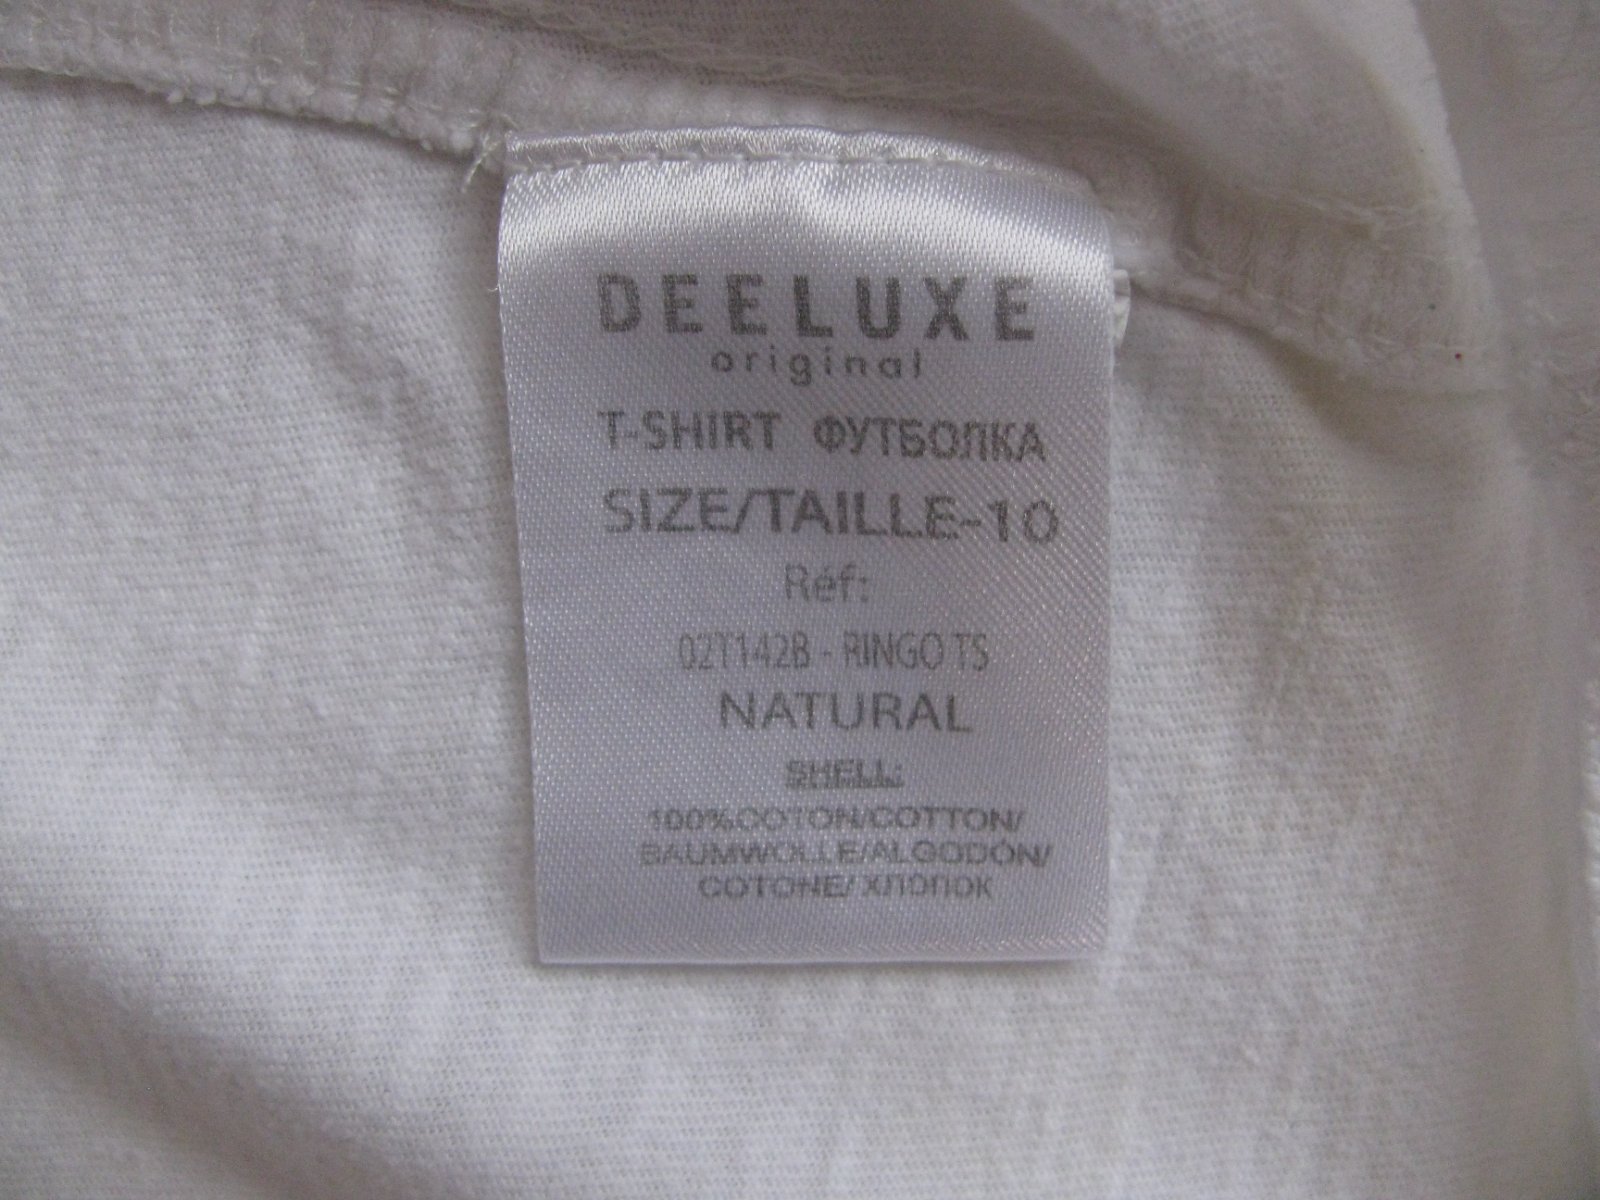 DEELUXE
original
T-SHIRT ФУТБОЛКА
SIZE/TAILLE-10
Réf:
02T142B - RINGO TS
NATURAL
SHELL:
100%COTON/COTTON/
BAUMWOLLE/ALGODÓN/
COTONE/ ХЛОПОК